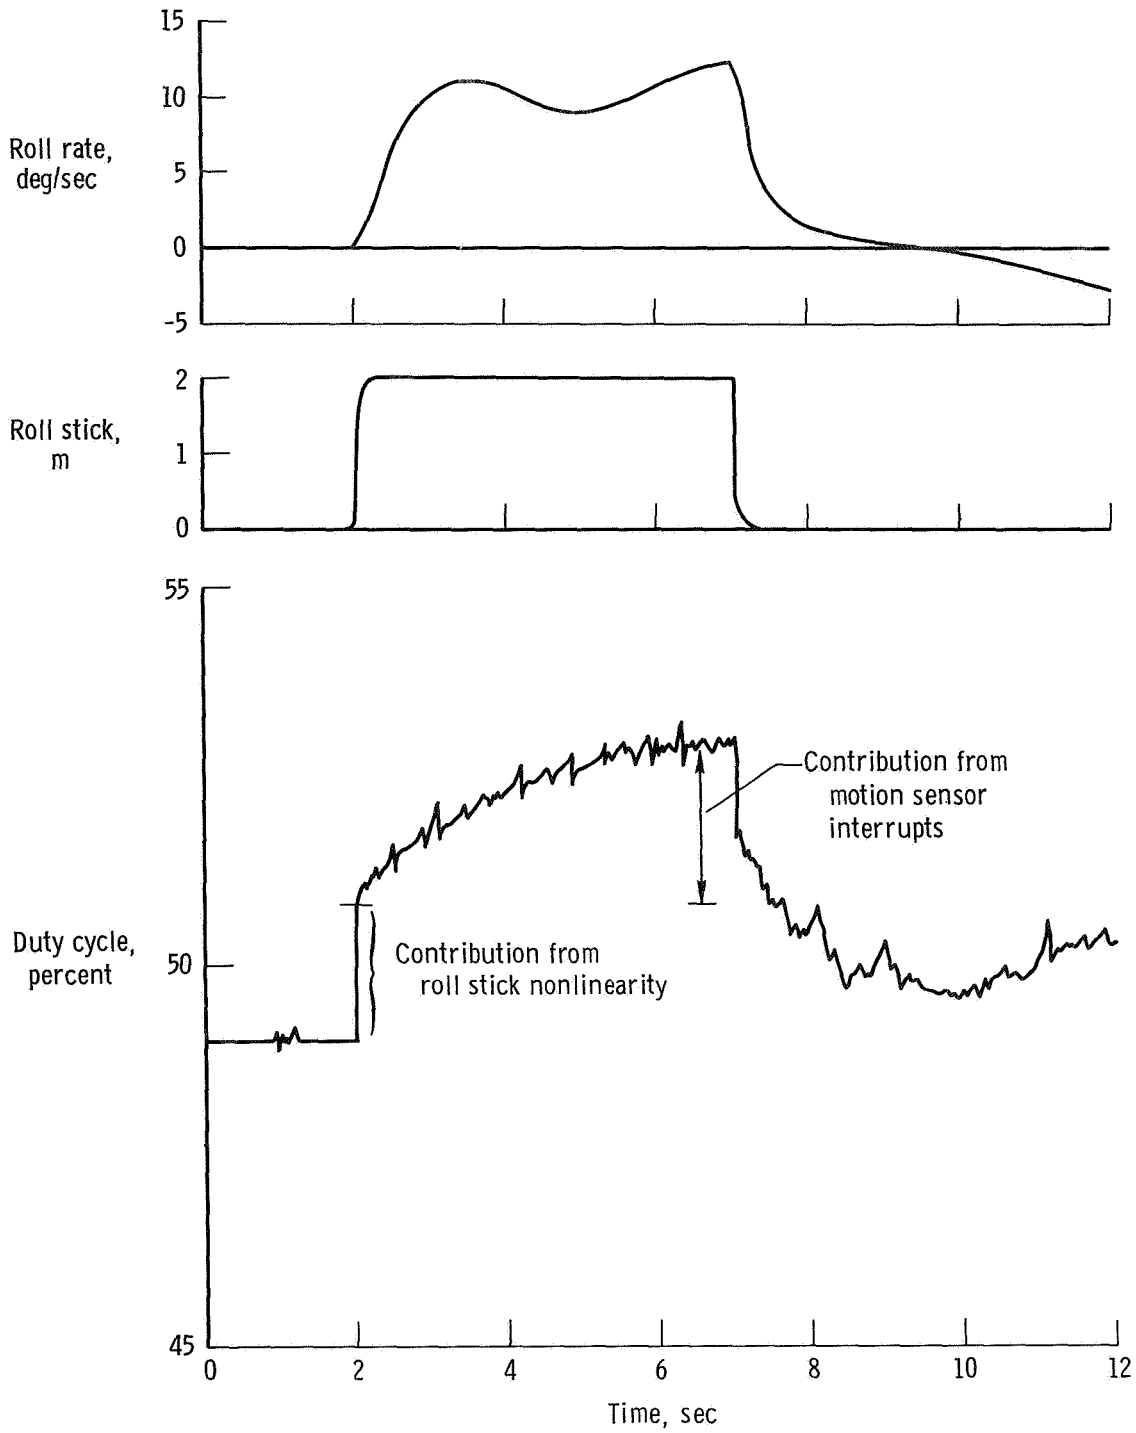 15
10
Roll rate,
deg/sec
5
0
-5
2
Roll stick,
m
1
0
55
Contribution from
motion sensor
interrupts
Duty cycle,
percent
50
Contribution from
roll stick nonlinearity
45
0 2 4 6 8 10 12
Time, sec